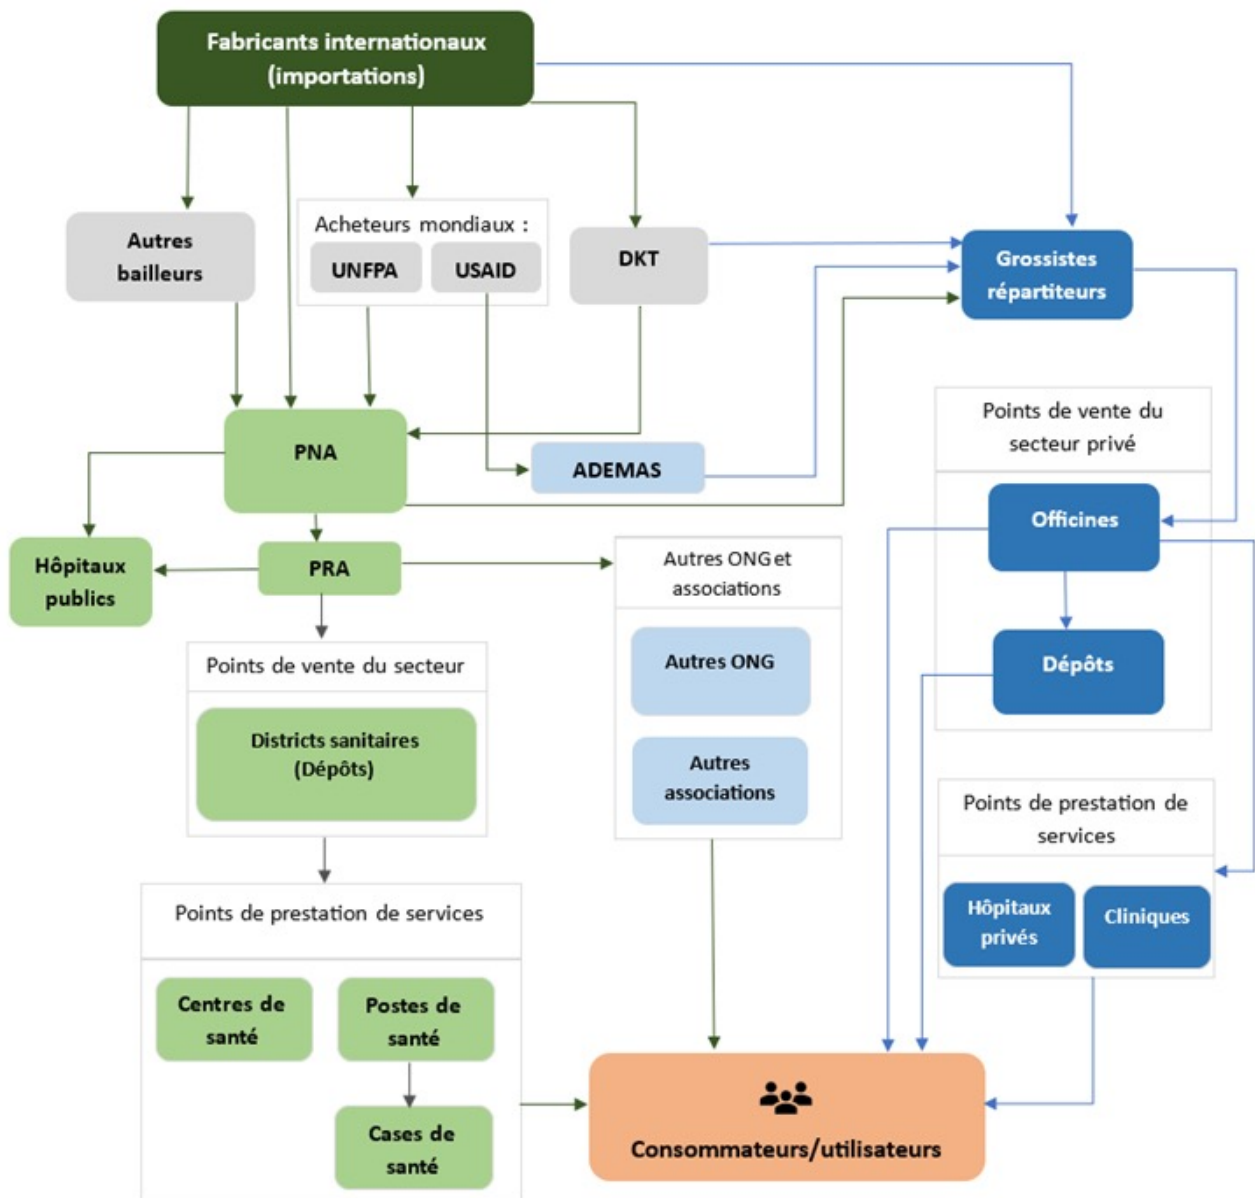 Fabricants internationaux
(importations)
Acheteurs mondiaux :
UNFPA
USAID
Autres
bailleurs
DKT
Grossistes
répartiteurs
PNA
ADEMAS
Points de vente du
secteur privé
Officines
Dépôts
Hôpitaux
publics
PRA
Autres ONG et
associations
Autres ONG
Autres
associations
Points de vente du secteur
Districts sanitaires
(Dépôts)
Points de prestation de
services
Hôpitaux
privés
Cliniques
Points de prestation de services
Centres de
santé
Postes de
santé
Cases de
santé
Consommateurs/utilisateurs